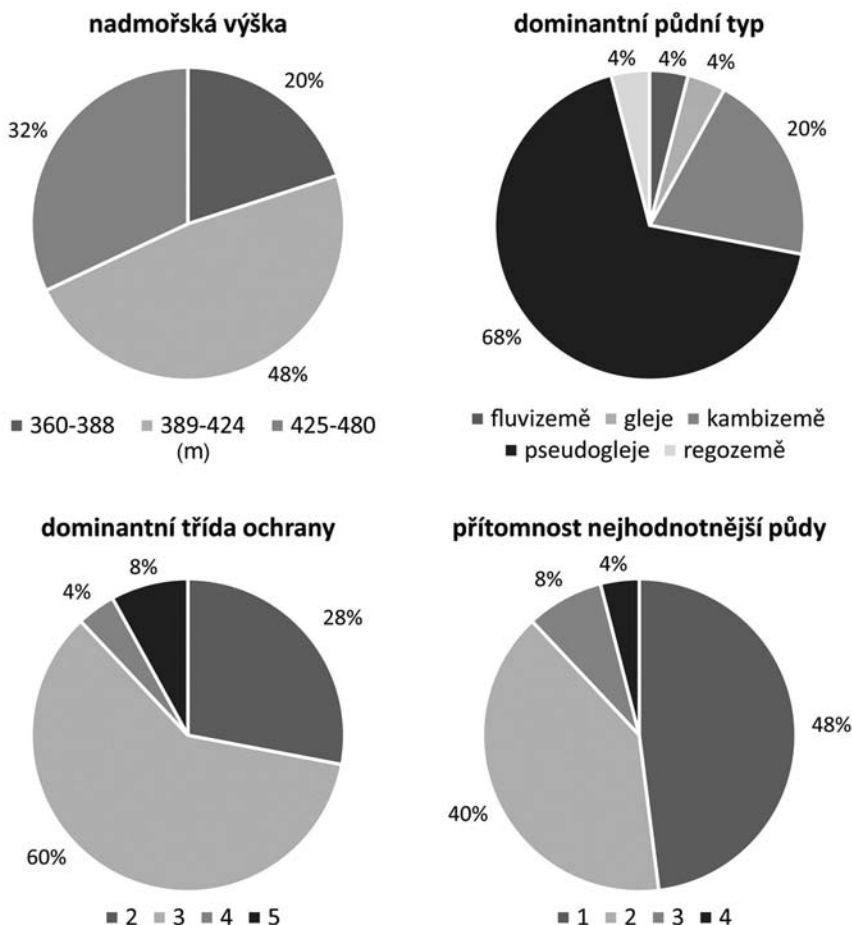 nadmořská výška
20%
32%
48%
■ 360-388 ■ 389-424 ■ 425-480
(m)
dominantní půdní typ
4% 4% 4%
20%
68%
■ fluvizemě ■ gleje ■ kambizemě
■ pseudogleje ■ regozemě
dominantní třída ochrany
8%
4%
28%
60%
■ 2 ■ 3 ■ 4 ■ 5
přítomnost nejhodnotnější půdy
4%
8%
48%
40%
■ 1 ■ 2 ■ 3 ■ 4